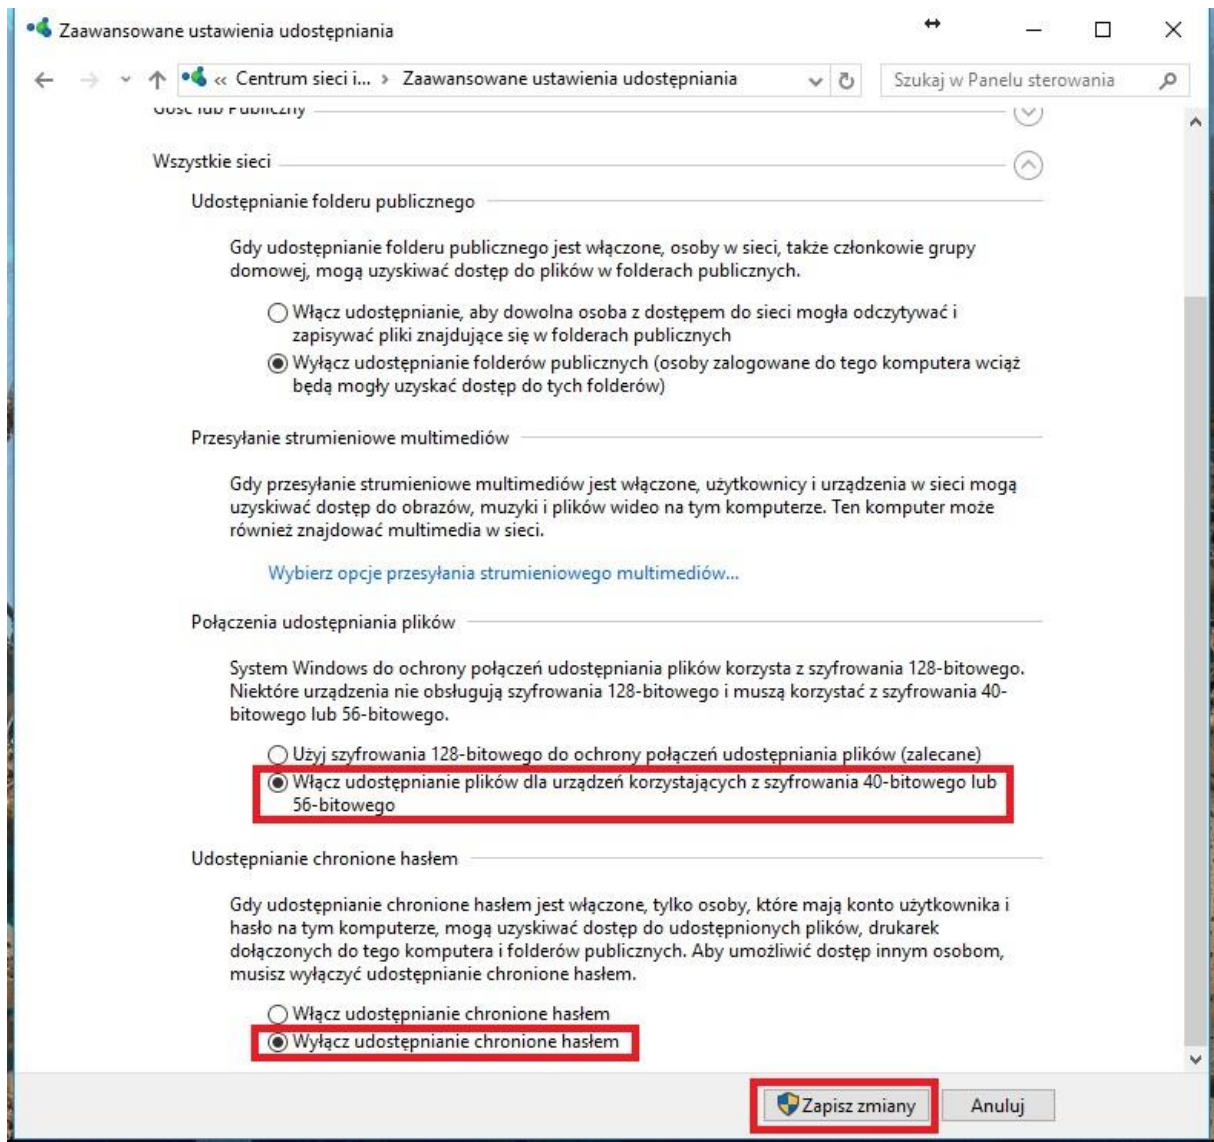 Zaawansowane ustawienia udostępniania
« Centrum sieci i... › Zaawansowane ustawienia udostępniania
Szukaj w Panelu sterowania
Gość lub Publiczny
Wszystkie sieci
Udostępnianie folderu publicznego
Gdy udostępnianie folderu publicznego jest włączone, osoby w sieci, także członkowie grupy
domowej, mogą uzyskiwać dostęp do plików w folderach publicznych.
Włącz udostępnianie, aby dowolna osoba z dostępem do sieci mogła odczytywać i
zapisywać pliki znajdujące się w folderach publicznych
Wyłącz udostępnianie folderów publicznych (osoby zalogowane do tego komputera wciąż
będą mogły uzyskać dostęp do tych folderów)
Przesyłanie strumieniowe multimediów
Gdy przesyłanie strumieniowe multimediów jest włączone, użytkownicy i urządzenia w sieci mogą
uzyskiwać dostęp do obrazów, muzyki i plików wideo na tym komputerze. Ten komputer może
również znajdować multimedia w sieci.
Wybierz opcje przesyłania strumieniowego multimediów...
Połączenia udostępniania plików
System Windows do ochrony połączeń udostępniania plików korzysta z szyfrowania 128-bitowego.
Niektóre urządzenia nie obsługują szyfrowania 128-bitowego i muszą korzystać z szyfrowania 40-
bitowego lub 56-bitowego.
Użyj szyfrowania 128-bitowego do ochrony połączeń udostępniania plików (zalecane)
Włącz udostępnianie plików dla urządzeń korzystających z szyfrowania 40-bitowego lub
56-bitowego
Udostępnianie chronione hasłem
Gdy udostępnianie chronione hasłem jest włączone, tylko osoby, które mają konto użytkownika i
hasło na tym komputerze, mogą uzyskiwać dostęp do udostępnionych plików, drukarek
dołączonych do tego komputera i folderów publicznych. Aby umożliwić dostęp innym osobom,
musisz wyłączyć udostępnianie chronione hasłem.
Włącz udostępnianie chronione hasłem
Wyłącz udostępnianie chronione hasłem
Zapisz zmiany
Anuluj